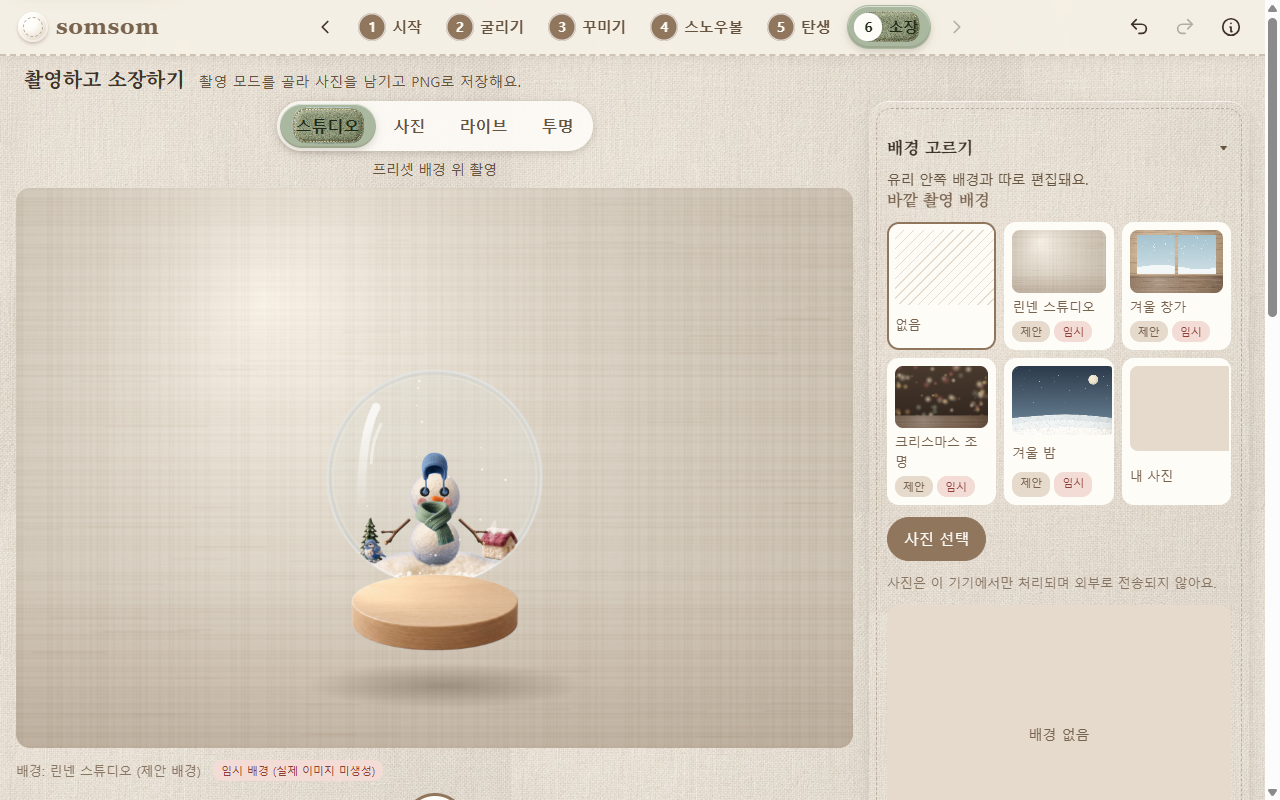 somsom
1 시작
2 굴리기
3 꾸미기
4 스노우볼
5 탄생
6 소장
촬영하고 소장하기 촬영 모드를 골라 사진을 남기고 PNG로 저장해요.
스튜디오 사진 라이브 투명
프리셋 배경 위 촬영
배경: 린넨 스튜디오 (제안 배경) 임시 배경 (실제 이미지 미생성)
배경 고르기
유리 안쪽 배경과 따로 편집돼요.
바깥 촬영 배경
없음
린넨 스튜디오
제안 임시
겨울 창가
제안 임시
크리스마스 조
명
제안 임시
겨울 밤
제안 임시
내 사진
사진 선택
사진은 이 기기에서만 처리되며 외부로 전송되지 않아요.
배경 없음